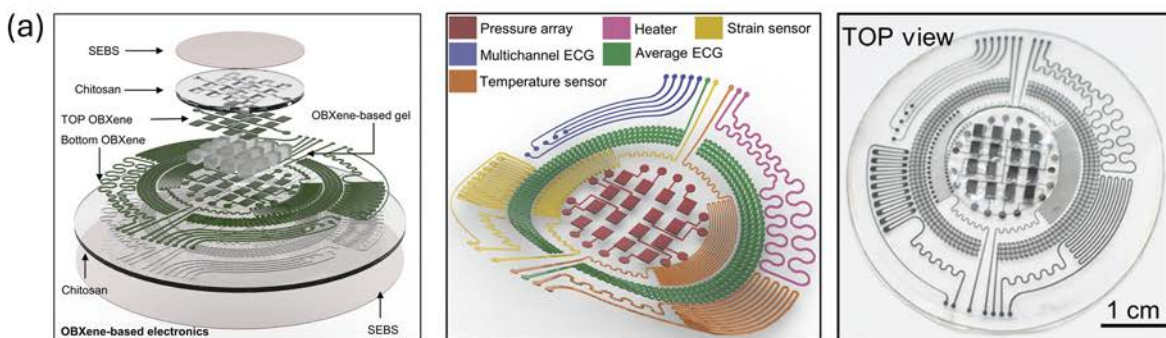 (a)
SEBS
Chitosan
TOP OBXene
OBXene-based gel
Bottom OBXene
Chitosan
SEBS
OBXene-based electronics
Pressure array
Heater
Strain sensor
Multichannel ECG
Average ECG
Temperature sensor
TOP view
1 cm